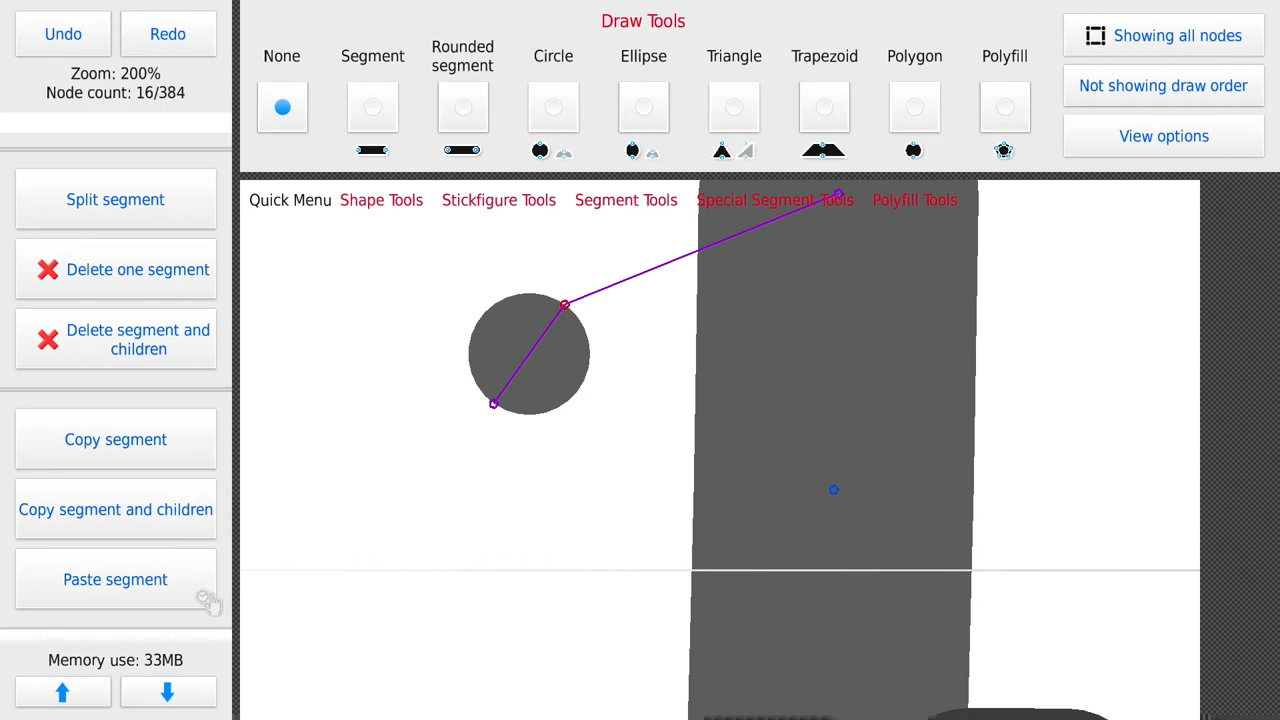 Undo
Redo
Zoom: 200%
Node count: 16/384
Split segment
Delete one segment
Delete segment and
children
Copy segment
Copy segment and children
Paste segment
Memory use: 33MB
Draw Tools
None
Segment
Rounded
segment
Circle
Ellipse
Triangle
Trapezoid
Polygon
Polyfill
Showing all nodes
Not showing draw order
View options
Quick Menu
Shape Tools
Stickfigure Tools
Segment Tools
Special Segment Tools
Polyfill Tools